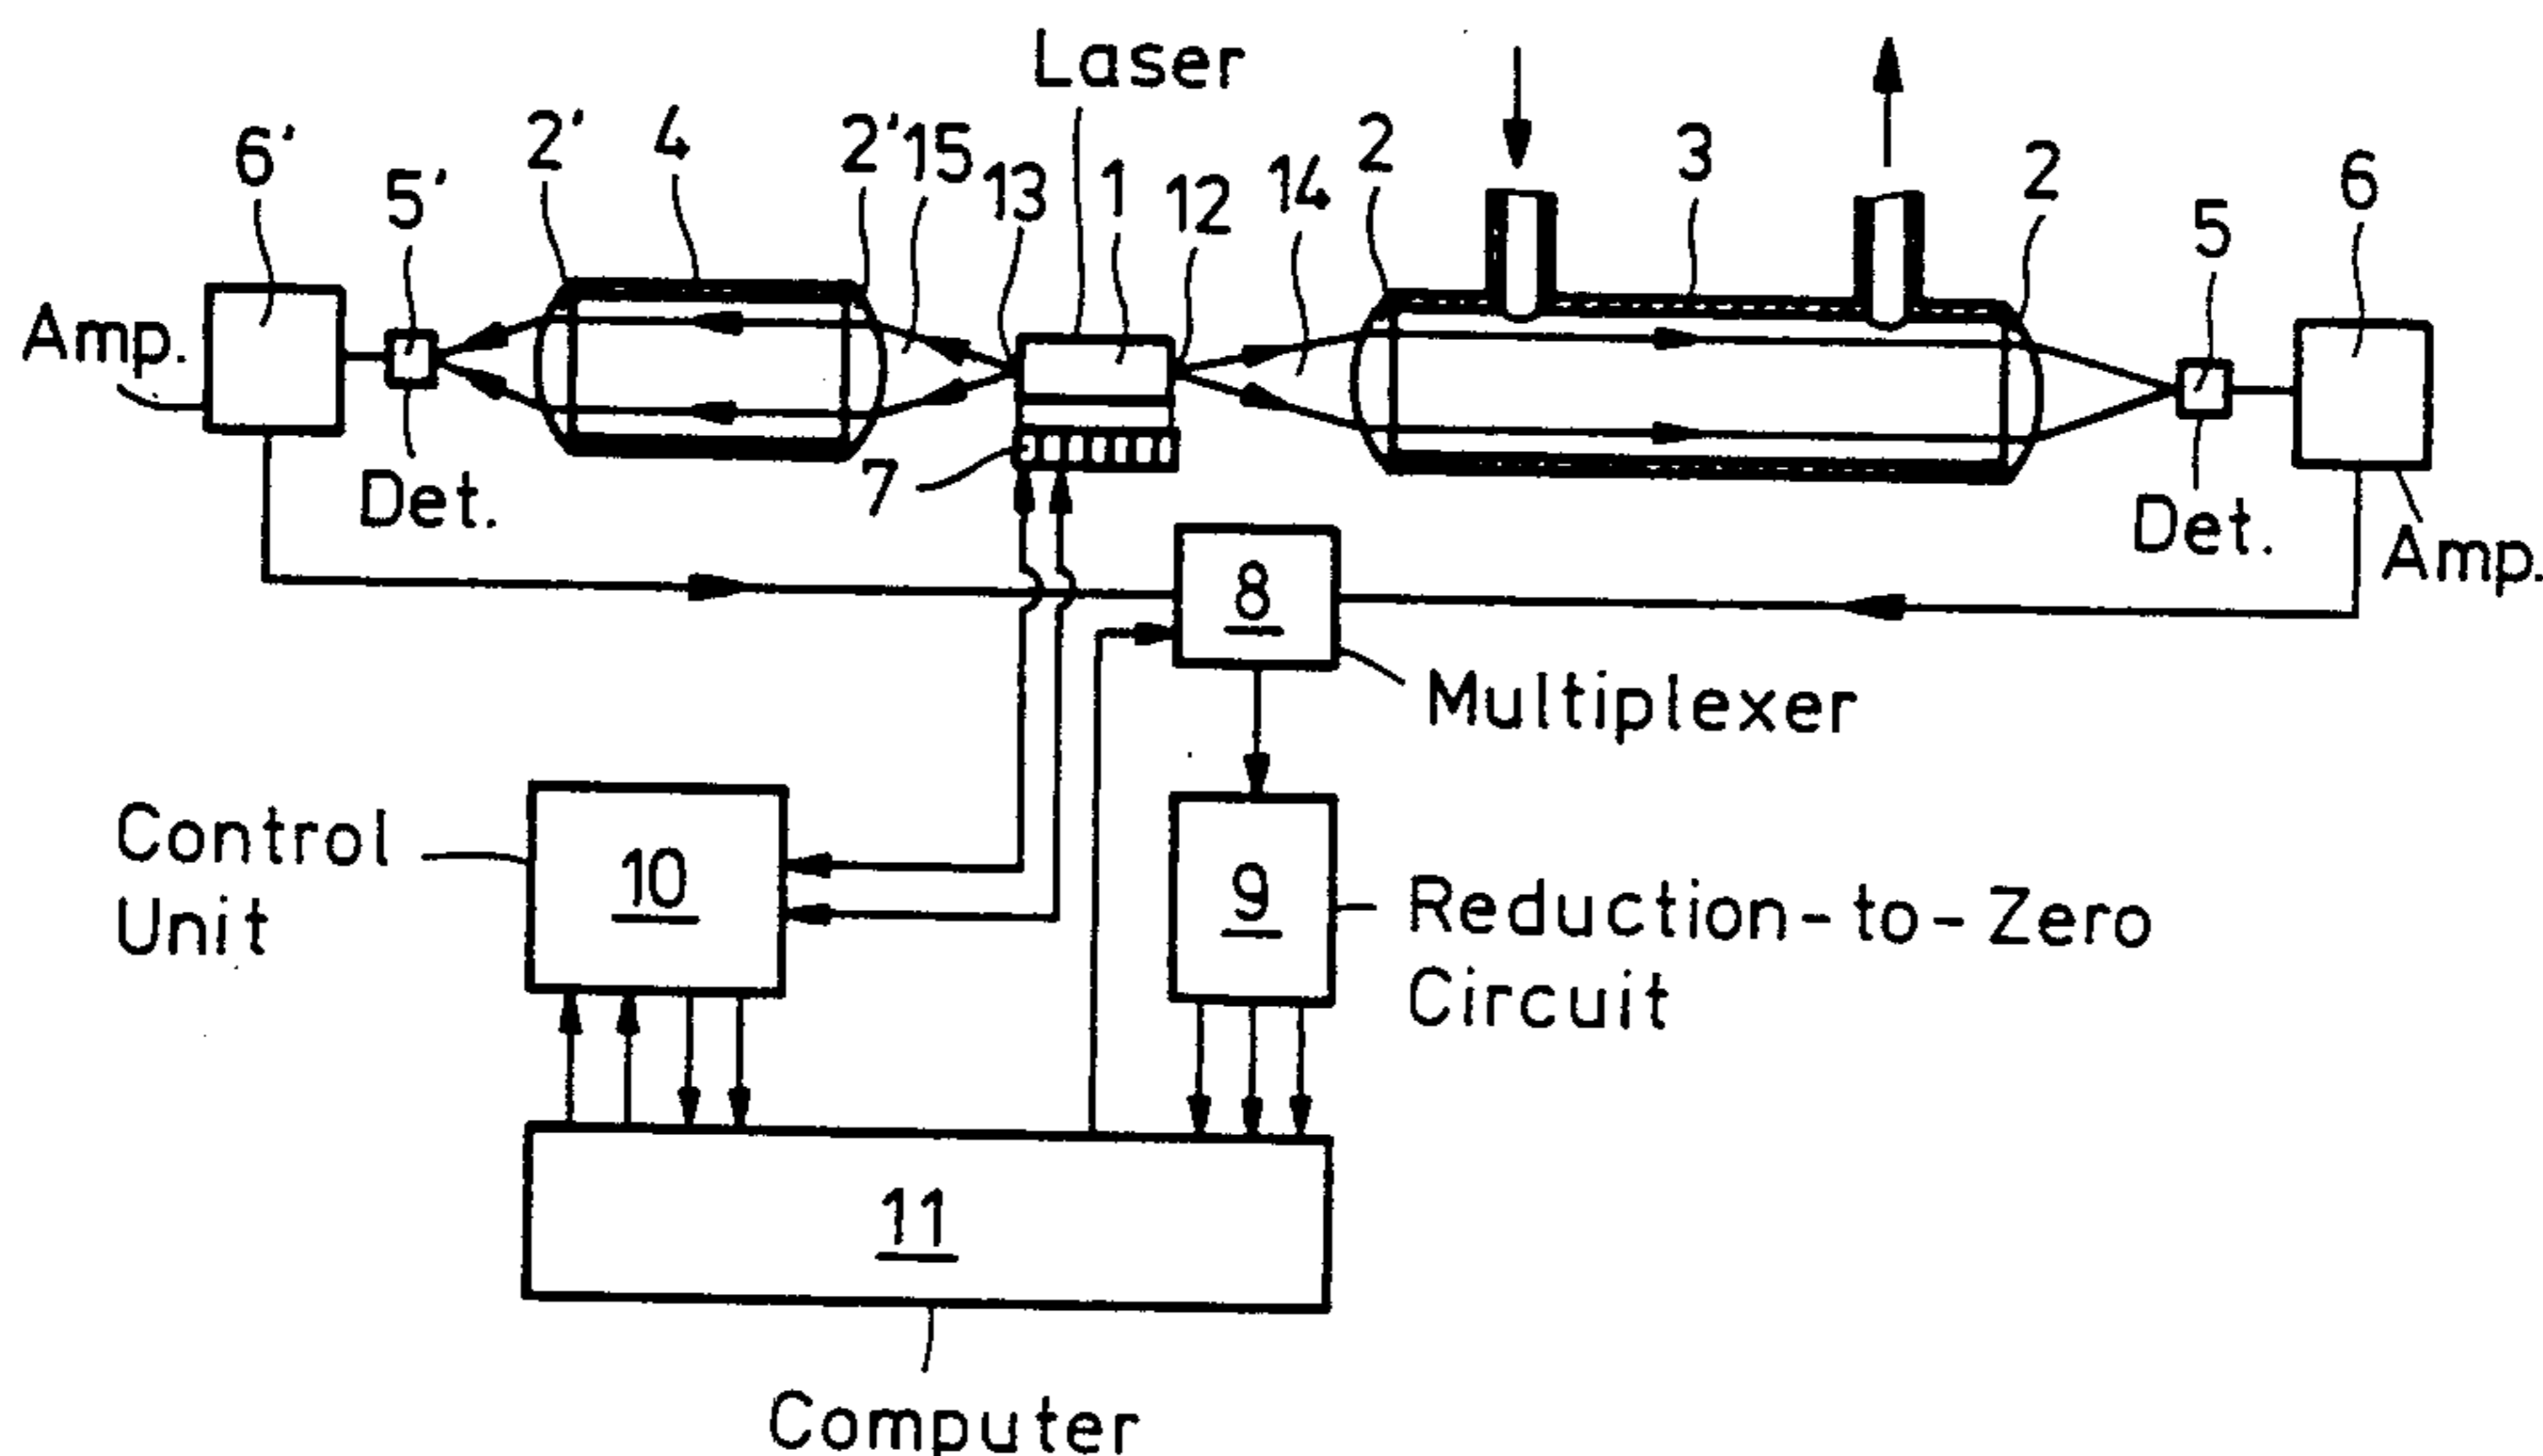 Laser
6'
5'
2'
4
2'
15
13
1
12
14
2
3
2
5
6
Amp.
Det.
7
Det.
Amp.
8
Multiplexer
Control
Unit
10
9
Reduction-to-Zero
Circuit
11
Computer